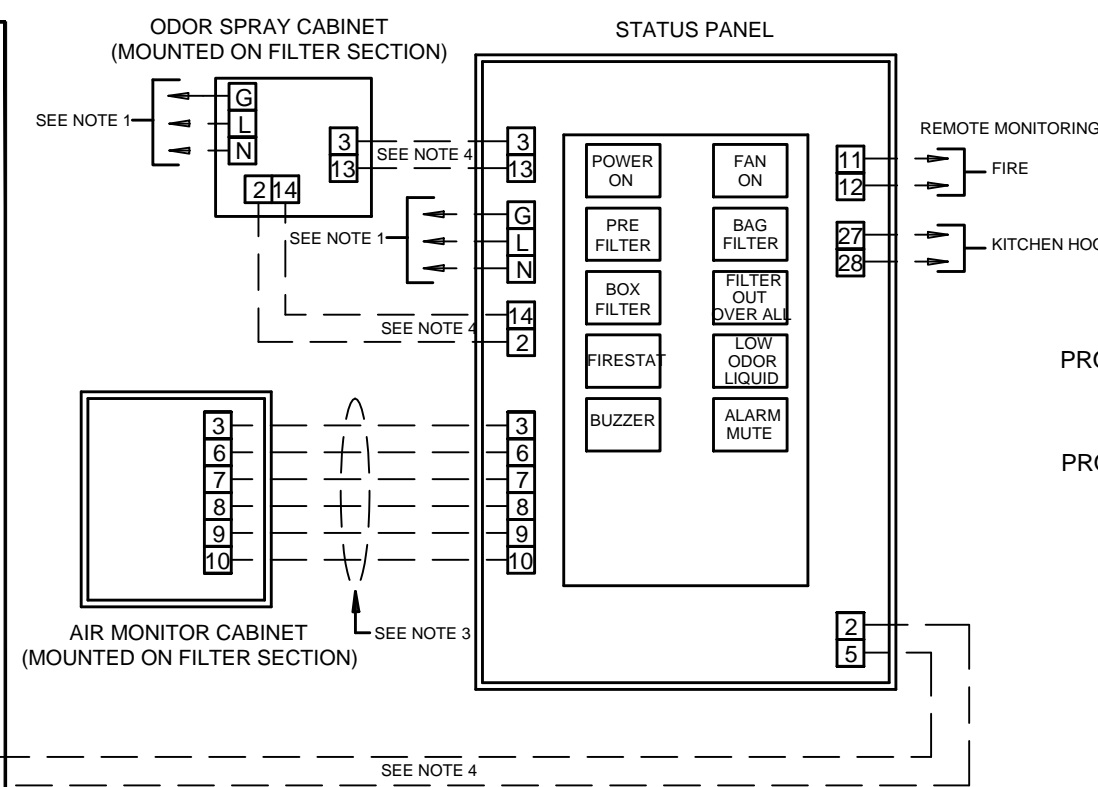 ODOR SPRAY CABINET
(MOUNTED ON FILTER SECTION)
STATUS PANEL
G
L
N
SEE NOTE 1
3
13
2 14
SEE NOTE 4
3
13
SEE NOTE 1
G
L
N
SEE NOTE 4
14
2
POWER
ON
FAN
ON
PRE
FILTER
BAG
FILTER
BOX
FILTER
FILTER
OUT
OVER ALL
FIRESTAT
LOW
ODOR
LIQUID
BUZZER
ALARM
MUTE
REMOTE MONITORING
11
12
FIRE
27
28
KITCHEN HOO
PRO
PRO
3
6
7
8
9
10
3
6
7
8
9
10
AIR MONITOR CABINET
(MOUNTED ON FILTER SECTION)
SEE NOTE 3
2
5
SEE NOTE 4